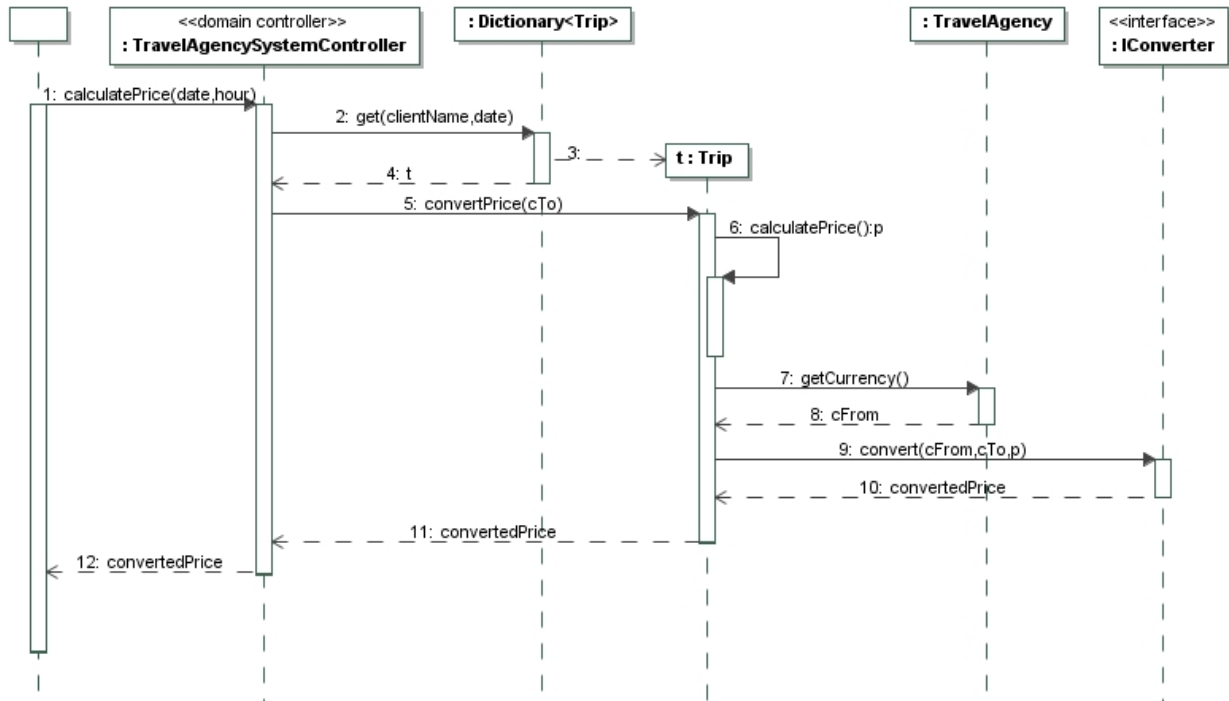 <<domain controller>>
: TravelAgencySystemController
: Dictionary<Trip>
: TravelAgency
<<interface>>
: IConverter
1: calculatePrice(date,hour)
2: get(clientName,date)
3:
t : Trip
4: t
5: convertPrice(cTo)
6: calculatePrice():p
7: getCurrency()
8: cFrom
9: convert(cFrom,cTo,p)
10: convertedPrice
11: convertedPrice
12: convertedPrice